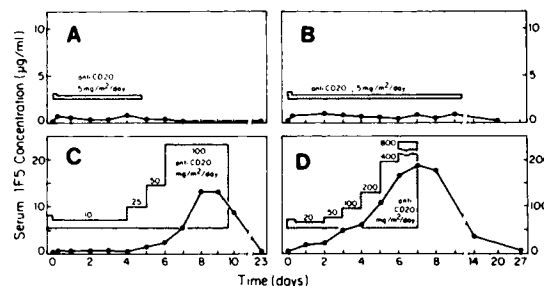 A
B
anti CD20
5 mg/m²/day
anti CD20, 5 mg/m²/day
10
5
0
10
5
0
C
D
20
10
0
10
25
50
100
anti CD20
mg/m²/day
200
100
0
20
50
100
200
400
800
anti
CD20
mg/m²/day
0 2 4 6 8 10 23
0 2 4 6 8 14 20 27
Serum 1F5 Concentration (µg/ml)
Time (days)